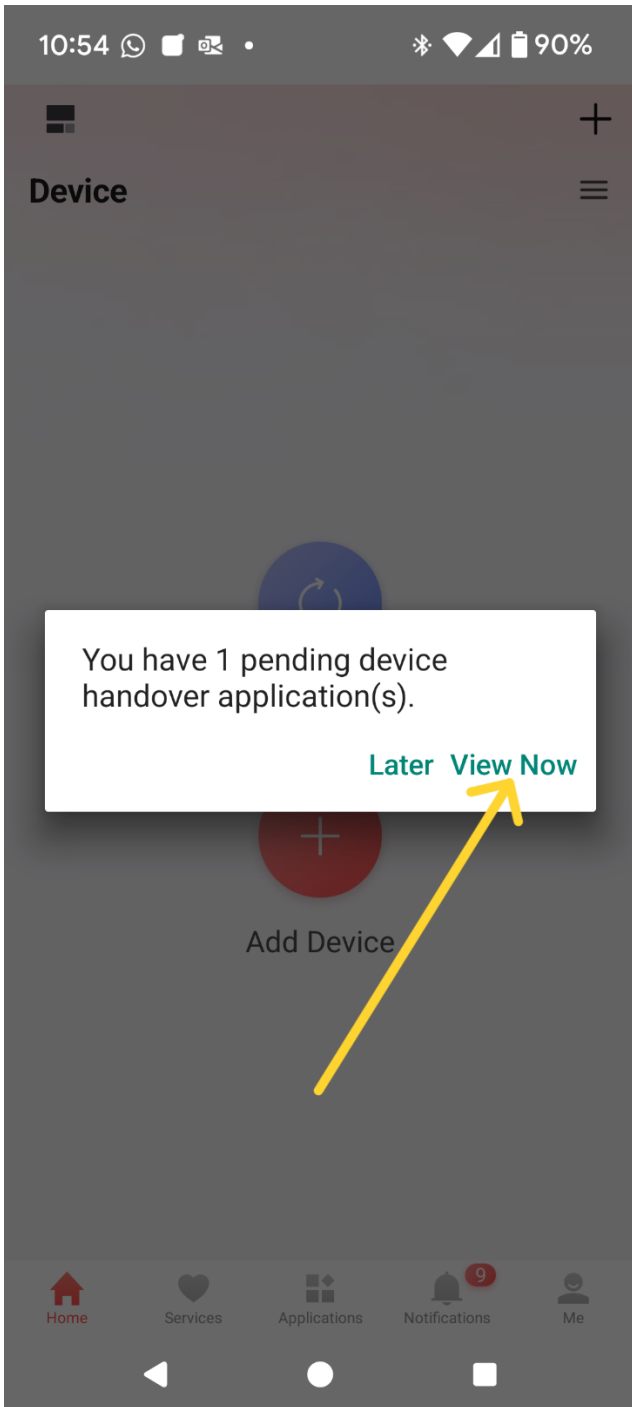 10:54 90%
Device
You have 1 pending device
handover application(s).
Later View Now
Add Device
9
Home Services Applications Notifications Me